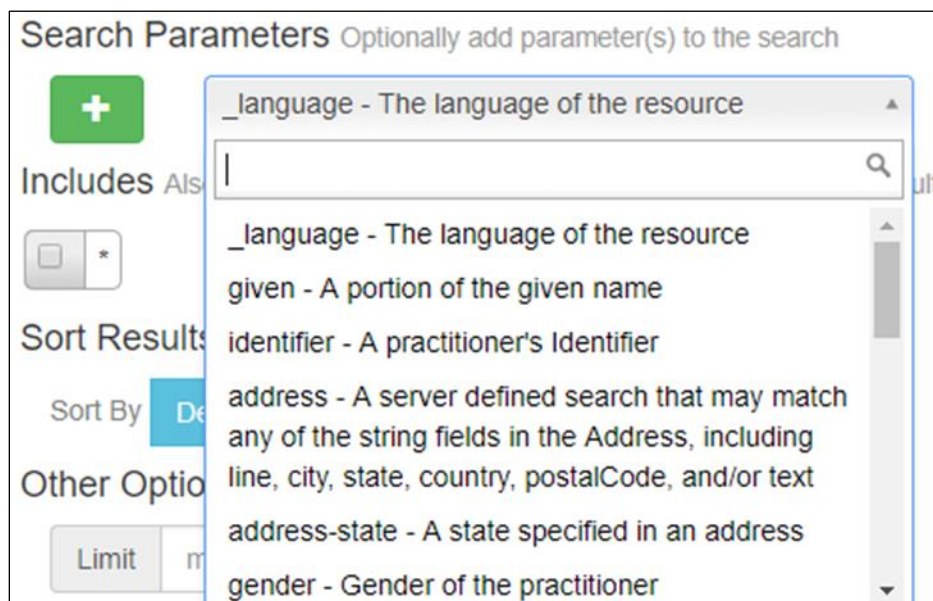 Search Parameters Optionally add parameter(s) to the search
+
_language - The language of the resource
Includes
*
_language - The language of the resource
given - A portion of the given name
Sort Results
identifier - A practitioner's Identifier
Sort By
address - A server defined search that may match
any of the string fields in the Address, including
line, city, state, country, postalCode, and/or text
Other
address-state - A state specified in an address
Limit
gender - Gender of the practitioner